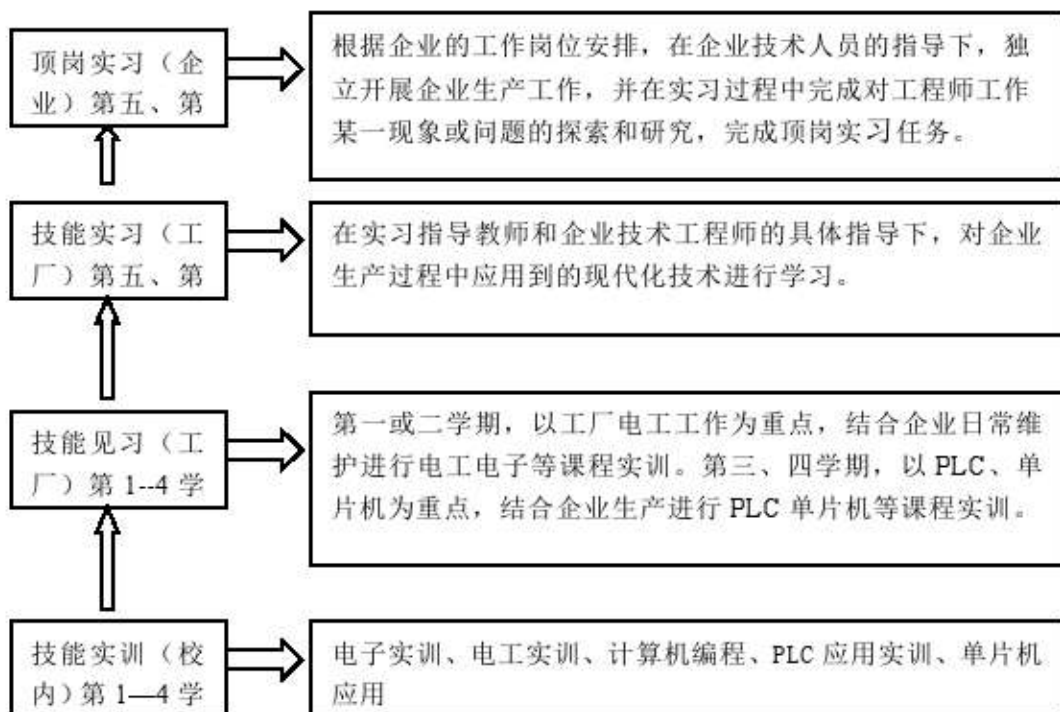 顶岗实习（企
业）第五、第
根据企业的工作岗位安排，在企业技术人员的指导下，独
立开展企业生产工作，并在实习过程中完成对工程师工作
某一现象或问题的探索和研究，完成顶岗实习任务。
技能实习（工
厂）第五、第
在实习指导教师和企业技术工程师的具体指导下，对企业
生产过程中应用到的现代化技术进行学习。
技能见习（工
厂）第 1--4 学
第一或二学期，以工厂电工工作为重点，结合企业日常维
护进行电工电子等课程实训。第三、四学期，以 PLC、单
片机为重点，结合企业生产进行 PLC 单片机等课程实训。
技能实训（校
内）第 1—4 学
电子实训、电工实训、计算机编程、PLC 应用实训、单片机
应用